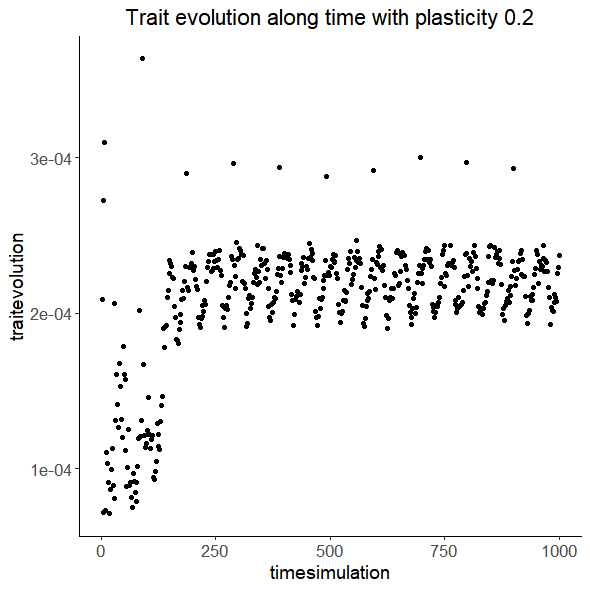 Trait evolution along time with plasticity 0.2
traitevolution
3e-04
2e-04
1e-04
0 250 500 750 1000
timesimulation